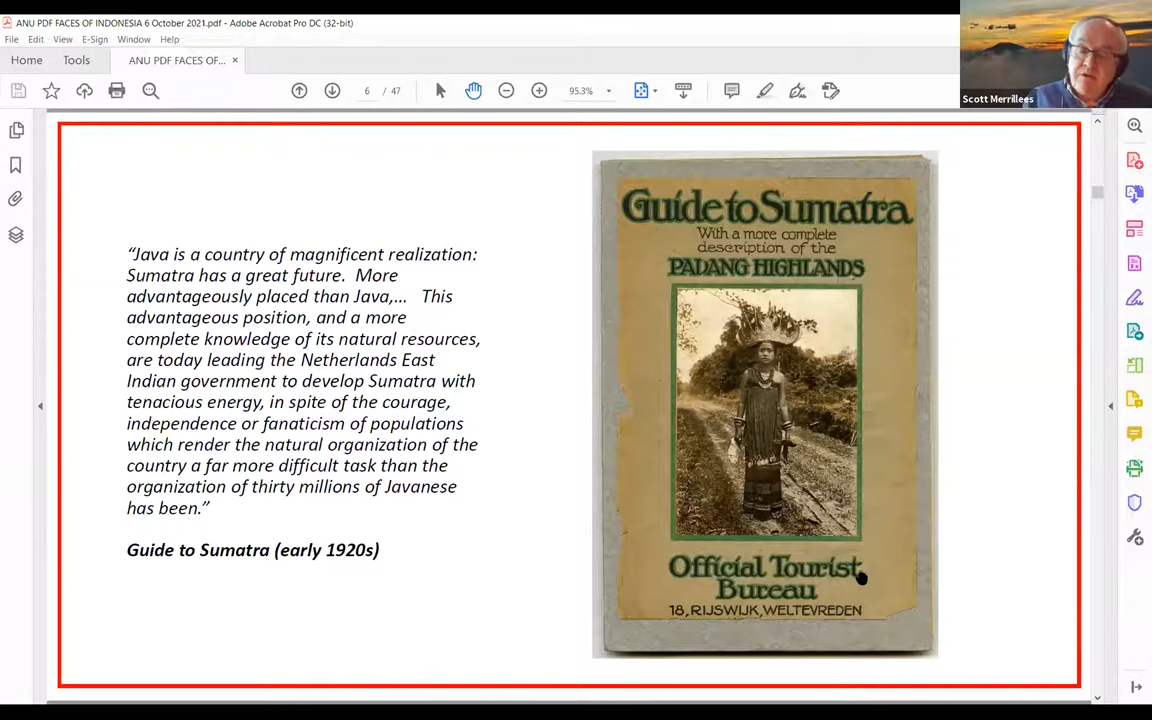 ANU PDF FACES OF INDONESIA 6 October 2021.pdf - Adobe Acrobat Pro DC (32-bit)
File Edit View E-Sign Window Help
Home Tools ANU PDF FACES OF... ×
6 / 47 95.3%
Scott Merrillees
“Java is a country of magnificent realization:
Sumatra has a great future. More
advantageously placed than Java,… This
advantageous position, and a more
complete knowledge of its natural resources,
are today leading the Netherlands East
Indian government to develop Sumatra with
tenacious energy, in spite of the courage,
independence or fanaticism of populations
which render the natural organization of the
country a far more difficult task than the
organization of thirty millions of Javanese
has been.”
Guide to Sumatra (early 1920s)
Guide to Sumatra
With a more complete
description of the
PADANG HIGHLANDS
Official Tourist
Bureau
18, RIJSWIJK, WELTEVREDEN